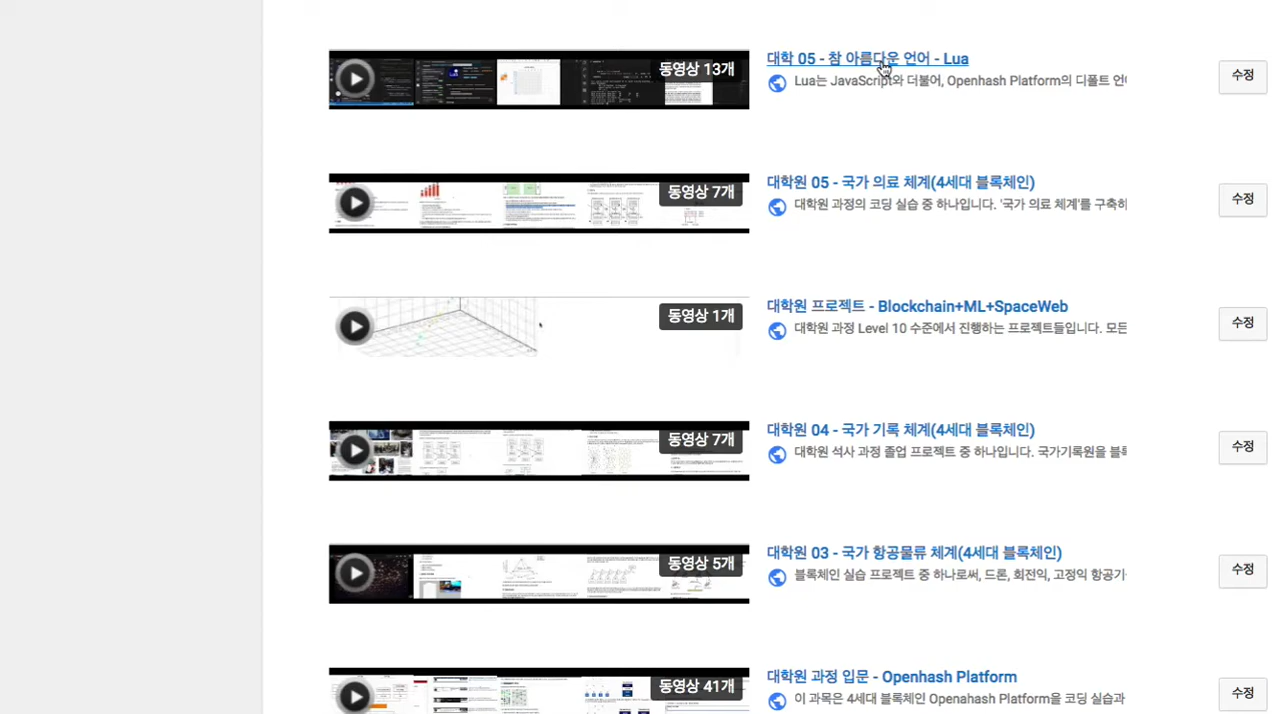 동영상 13개
대학 05 - 참 아름다운 언어 - Lua
Lua는 JavaScript와 더불어, Openhash Platform의 디폴트 언어
수정
동영상 7개
대학원 05 - 국가 의료 체계(4세대 블록체인)
대학원 과정의 코딩 실습 중 하나입니다. '국가 의료 체계'를 구축하
수정
동영상 1개
대학원 프로젝트 - Blockchain+ML+SpaceWeb
대학원 과정 Level 10 수준에서 진행하는 프로젝트들입니다. 모든
수정
동영상 7개
대학원 04 - 국가 기록 체계(4세대 블록체인)
대학원 석사 과정 졸업 프로젝트 중 하나입니다. 국가기록원을 블록
수정
동영상 5개
대학원 03 - 국가 항공물류 체계(4세대 블록체인)
블록체인 실습 프로젝트 중 하나로써, 드론, 회전익, 고정익 항공기
수정
동영상 41개
대학원 과정 입문 - Openhash Platform
이 과목은 4세대 블록체인 Openhash Platform을 코딩 실습과
수정